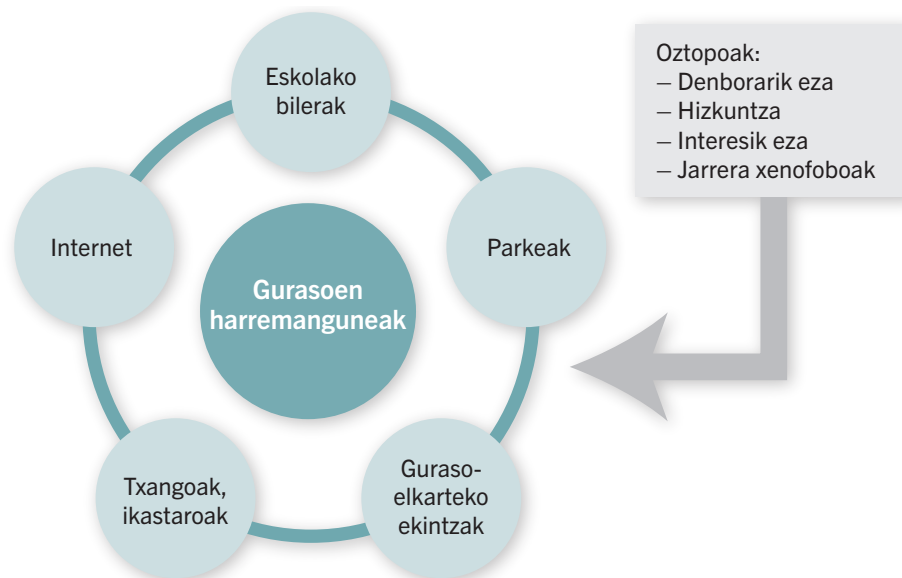 Eskolako
bilerak
Oztopoak:
– Denborarik eza
– Hizkuntza
– Interesik eza
– Jarrera xenofoboak
Internet
Parkeak
Gurasoen
harremanguneak
Txangoak,
ikastaroak
Guraso-
elkarteko
ekintzak